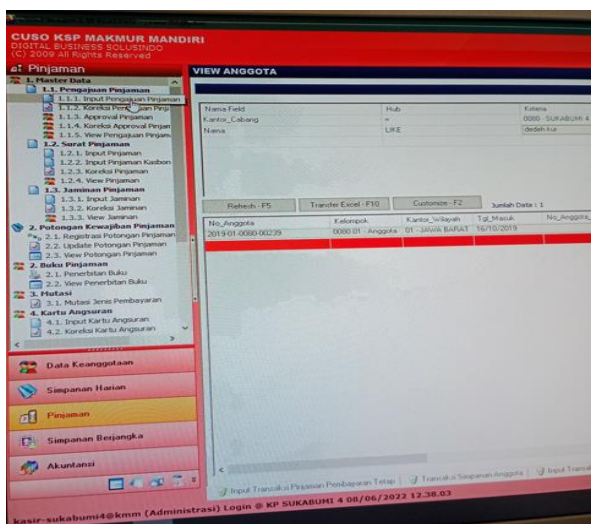 CUSO KSP MAKMUR MANDIRI
DIGITAL BUSINESS SOLUSINDO
(C) 2009 All Rights Reserved
Pinjaman
1. Master Data
1.1. Pengajuan Pinjaman
1.1.1. Input Pengajuan Pinjaman
1.1.2. Koreksi Pengajuan Pinj
1.1.3. Approval Pinjaman
1.1.4. Koreksi Approval Pinjam
1.1.5. View Pengajuan Pinjam
1.2. Surat Pinjaman
1.2.1. Input Pinjaman
1.2.2. Input Pinjaman Kasbon
1.2.3. Koreksi Pinjaman
1.2.4. View Pinjaman
1.3. Jaminan Pinjaman
1.3.1. Input Jaminan
1.3.2. Koreksi Jaminan
1.3.3. View Jaminan
2. Potongan Kewajiban Pinjaman
2.1. Registrasi Potongan Pinjaman
2.2. Update Potongan Pinjaman
2.3. View Potongan Pinjaman
2. Buku Pinjaman
2.1. Penerbitan Buku
2.2. View Penerbitan Buku
3. Mutasi
3.1. Mutasi Jenis Pembayaran
4. Kartu Angsuran
4.1. Input Kartu Angsuran
4.2. Koreksi Kartu Angsuran
Data Keanggotaan
Simpanan Harian
Pinjaman
Simpanan Berjangka
Akuntansi
VIEW ANGGOTA
Nama Field Hub Kriteria
Kantor_Cabang = 0080 - SUKABUMI 4
Nama LIKE dedeh kur
Refresh - F5 Transfer Excel - F10 Customize - F2 Jumlah Data : 1
No_Anggota Kelompok Kantor_Wilayah Tgl_Masuk No_Anggota_
2019-01-0080-00239 0080.01 - Anggota 01 - JAWA BARAT 16/10/2019
Input Transaksi Pinjaman Pembayaran Tetap Transaksi Simpanan Anggota Input Transa
kasir-sukabumi4@kmm (Administrasi) Login @ KP SUKABUMI 4 08/06/2022 12.38.03